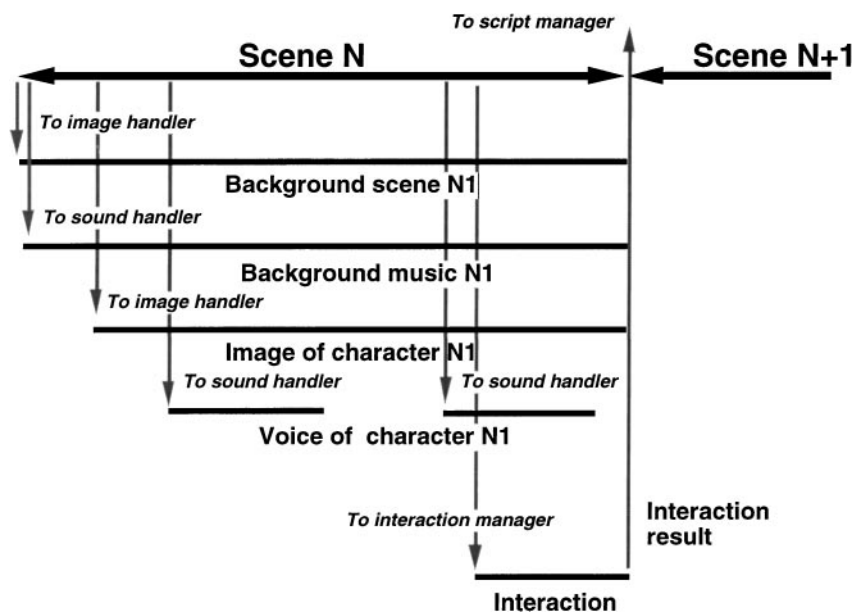 To script manager
Scene N
Scene N+1
To image handler
Background scene N1
To sound handler
Background music N1
To image handler
Image of character N1
To sound handler
To sound handler
Voice of character N1
To interaction manager
Interaction
result
Interaction